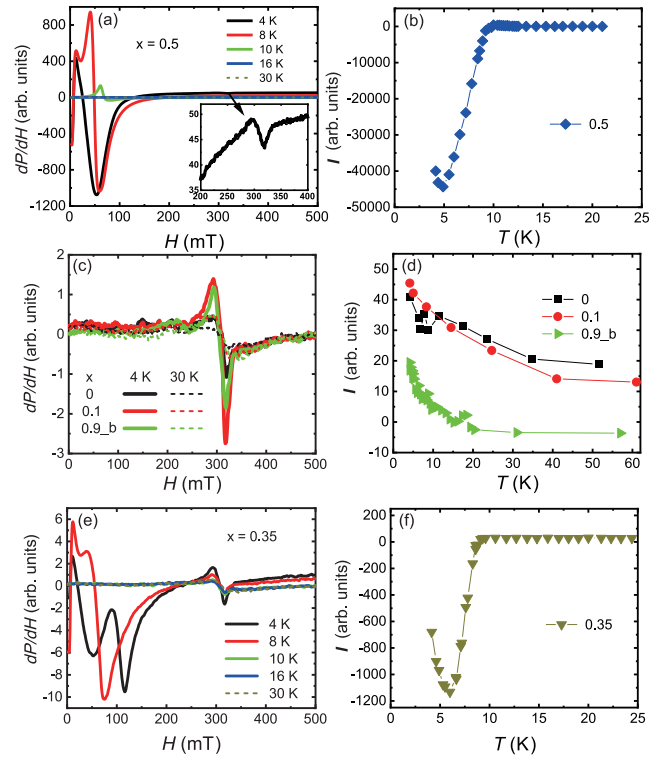 (a)
x = 0.5
4 K
8 K
10 K
16 K
30 K
800
400
0
-400
-800
-1200
dP/dH (arb. units)
50
45
40
35
200 250 300 350 400
0 100 200 300 400 500
H (mT)
(b)
0
-10000
-20000
-30000
-40000
-50000
I (arb. units)
0.5
0 5 10 15 20 25
T (K)
(c)
2
1
0
-1
-2
-3
dP/dH (arb. units)
x 4 K 30 K
0
0.1
0.9_b
0 100 200 300 400 500
H (mT)
(d)
50
40
30
20
10
0
-10
I (arb. units)
0
0.1
0.9_b
0 10 20 30 40 50 60
T (K)
(e)
x = 0.35
6
4
2
0
-2
-4
-6
-8
-10
dP/dH (arb. units)
4 K
8 K
10 K
16 K
30 K
0 100 200 300 400 500
H (mT)
(f)
200
0
-200
-400
-600
-800
-1000
-1200
I (arb. units)
0.35
0 5 10 15 20 25
T (K)